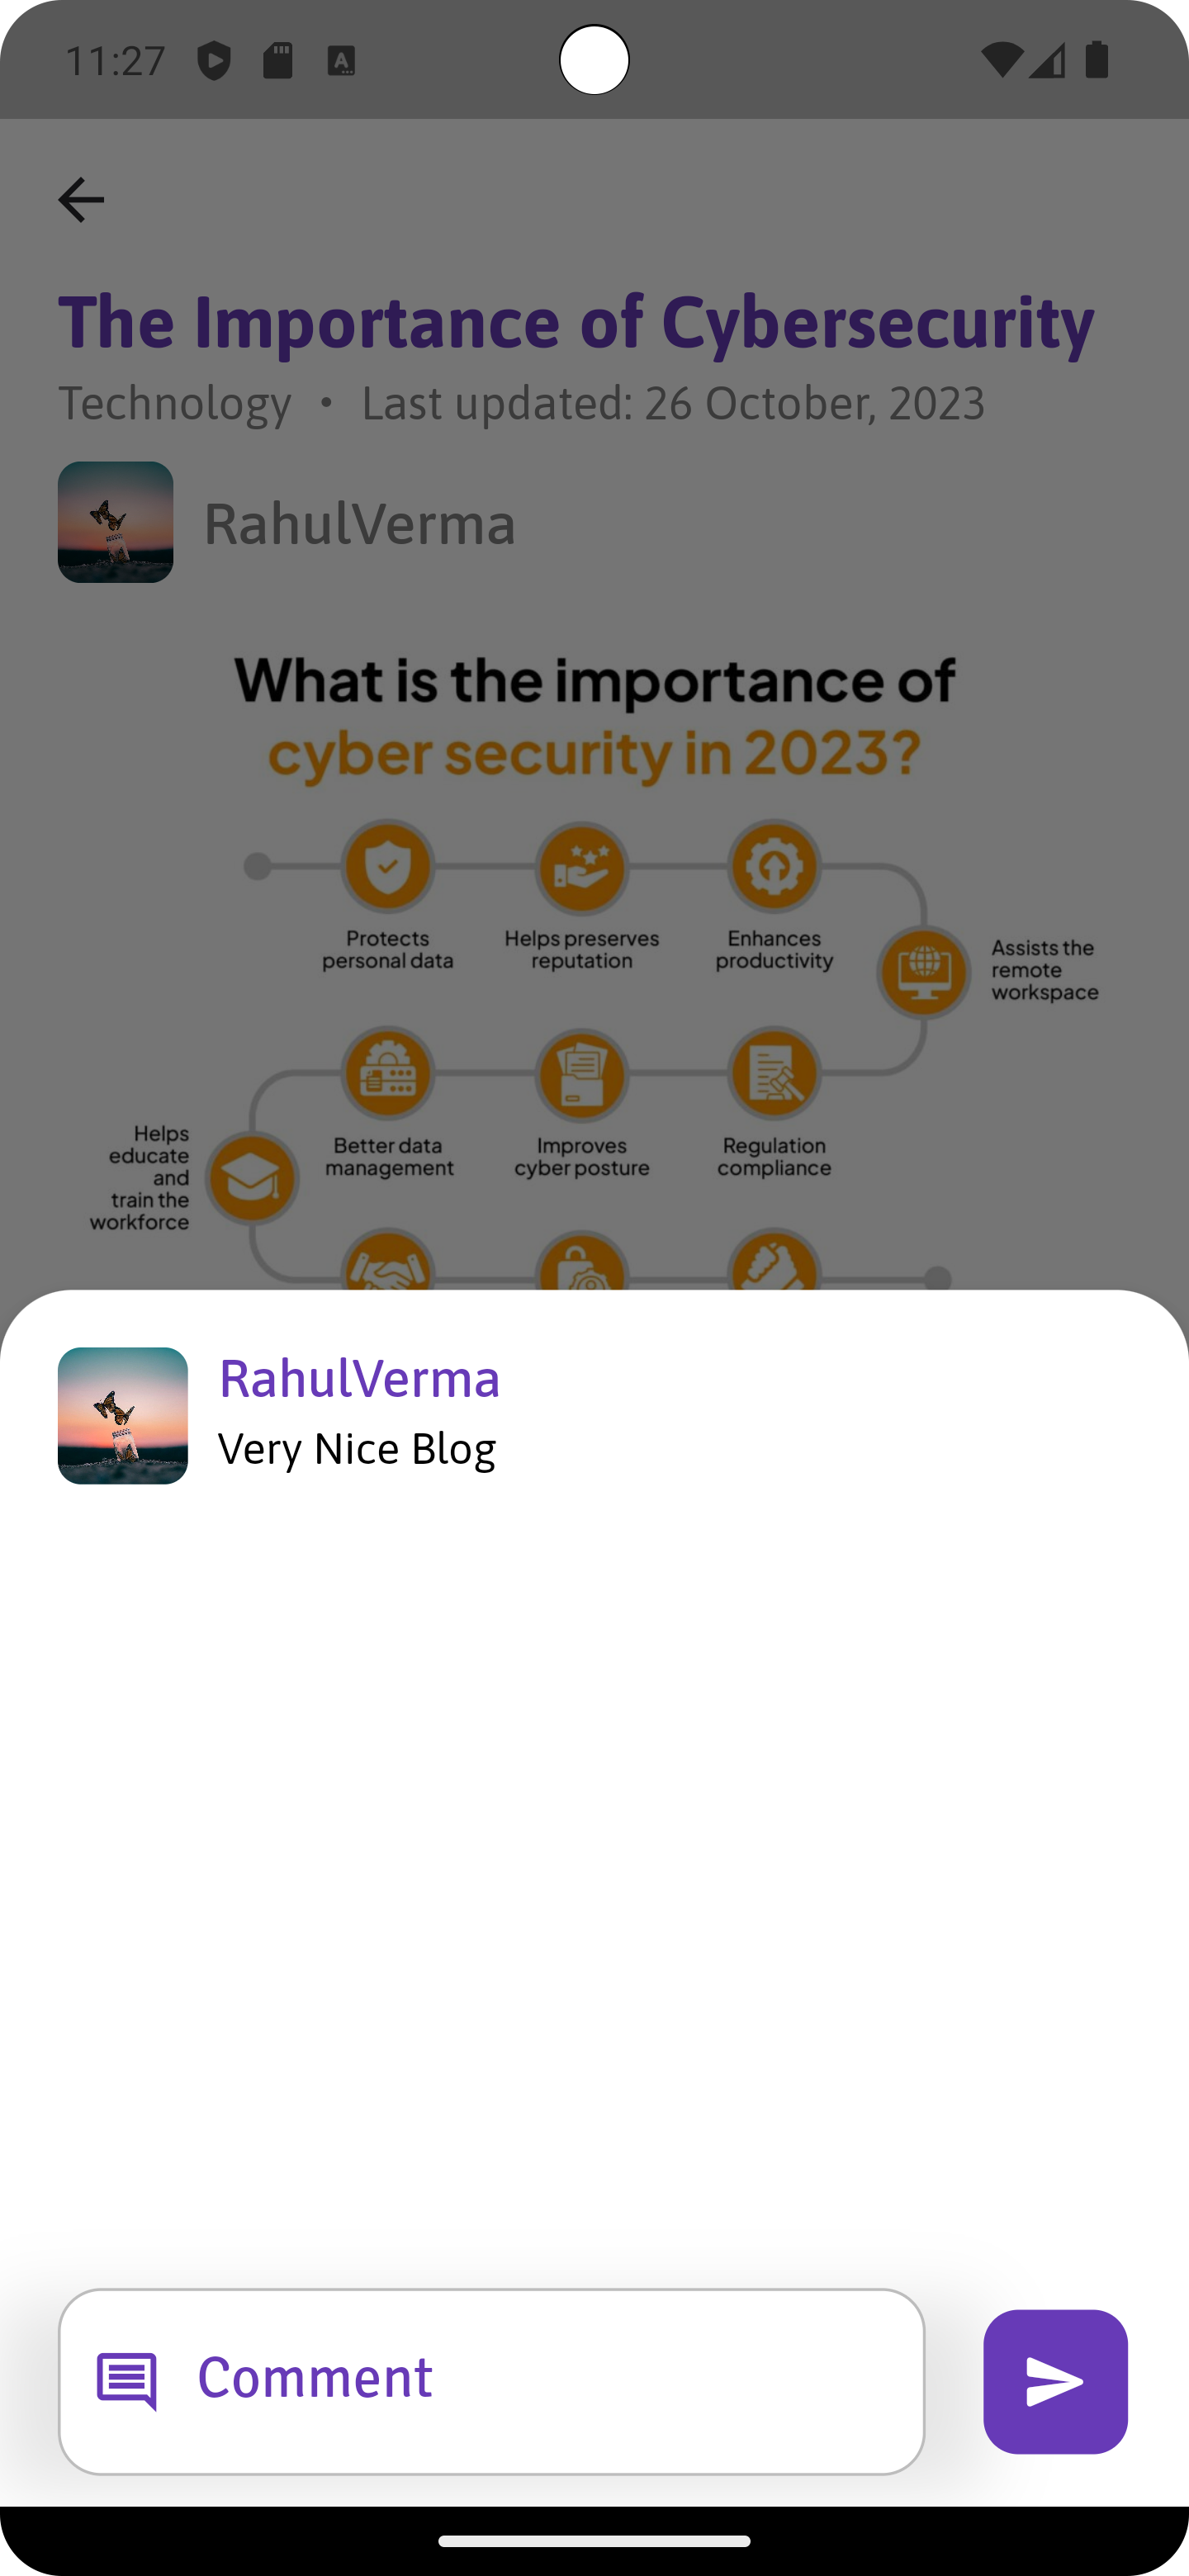 11:27
The Importance of Cybersecurity
Technology • Last updated: 26 October, 2023
RahulVerma
What is the importance of
cyber security in 2023?
Protects
personal data
Helps preserves
reputation
Enhances
productivity
Assists the
remote
workspace
Better data
management
Improves
cyber posture
Regulation
compliance
Helps
educate
and
train the
workforce
RahulVerma
Very Nice Blog
Comment